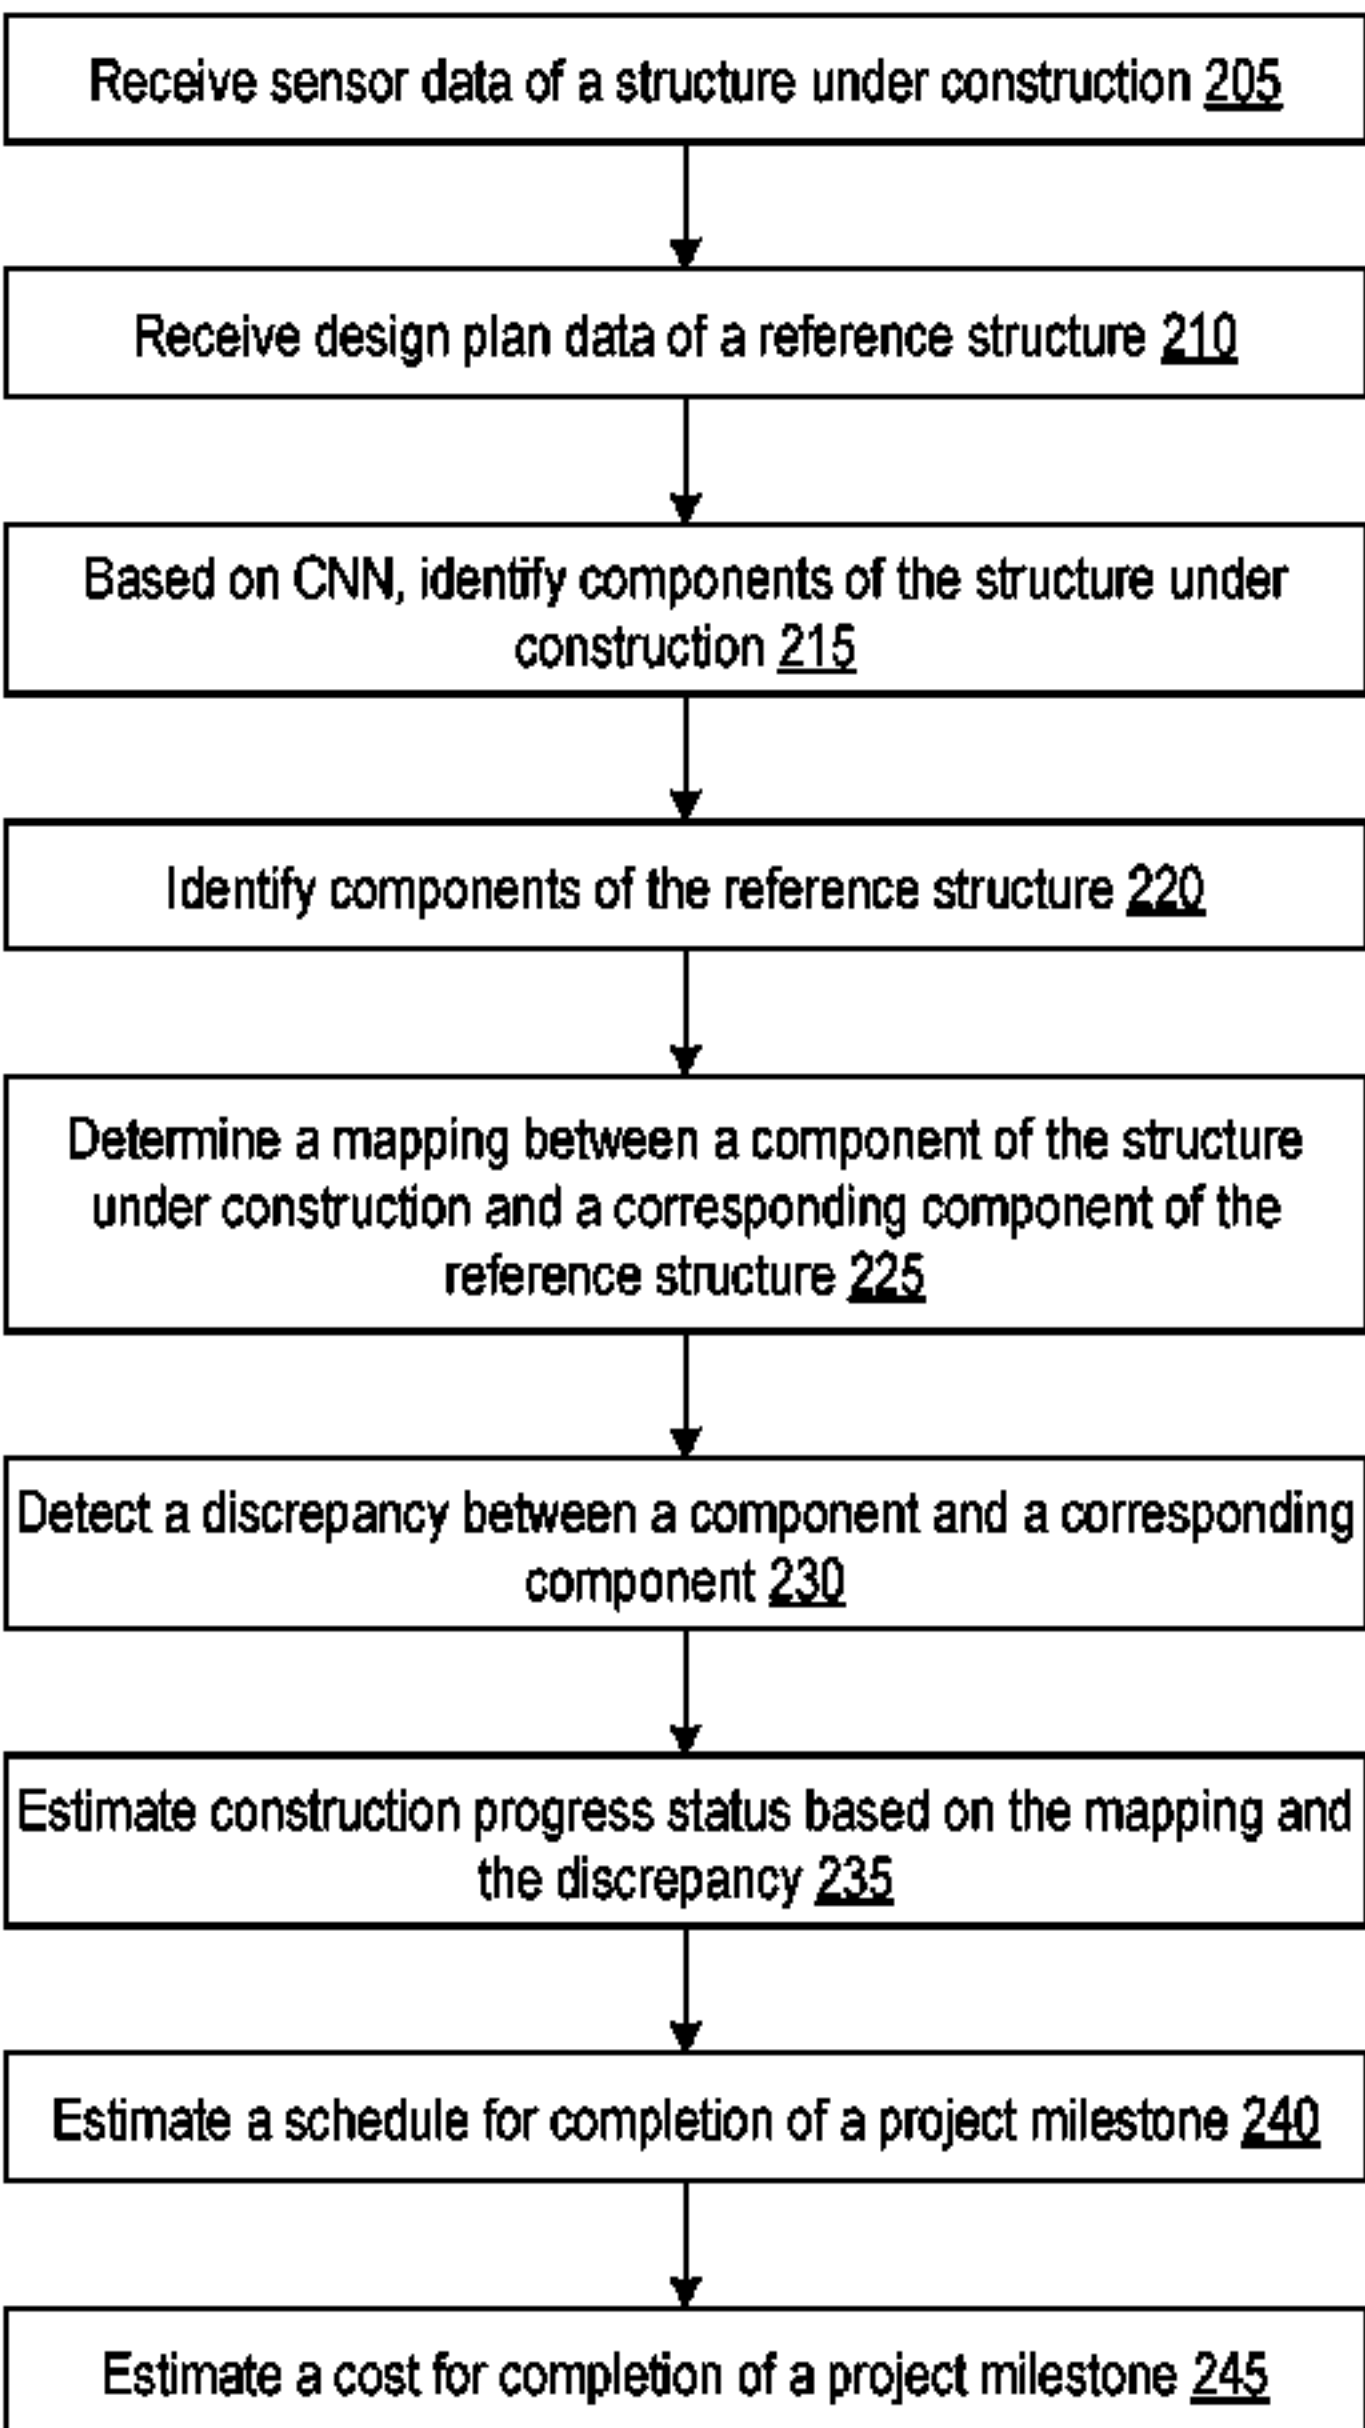 Receive sensor data of a structure under construction 205
Receive design plan data of a reference structure 210
Based on CNN, identify components of the structure under
construction 215
Identify components of the reference structure 220
Determine a mapping between a component of the structure
under construction and a corresponding component of the
reference structure 225
Detect a discrepancy between a component and a corresponding
component 230
Estimate construction progress status based on the mapping and
the discrepancy 235
Estimate a schedule for completion of a project milestone 240
Estimate a cost for completion of a project milestone 245